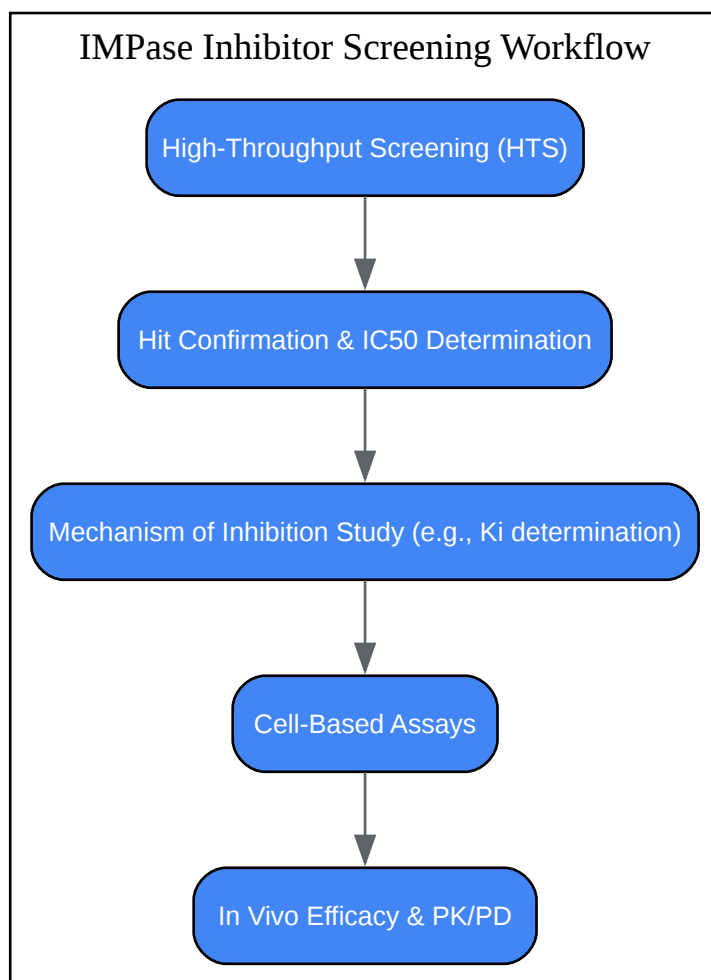 IMPase Inhibitor Screening Workflow
High-Throughput Screening (HTS)
Hit Confirmation & IC50 Determination
Mechanism of Inhibition Study (e.g., Ki determination)
Cell-Based Assays
In Vivo Efficacy & PK/PD